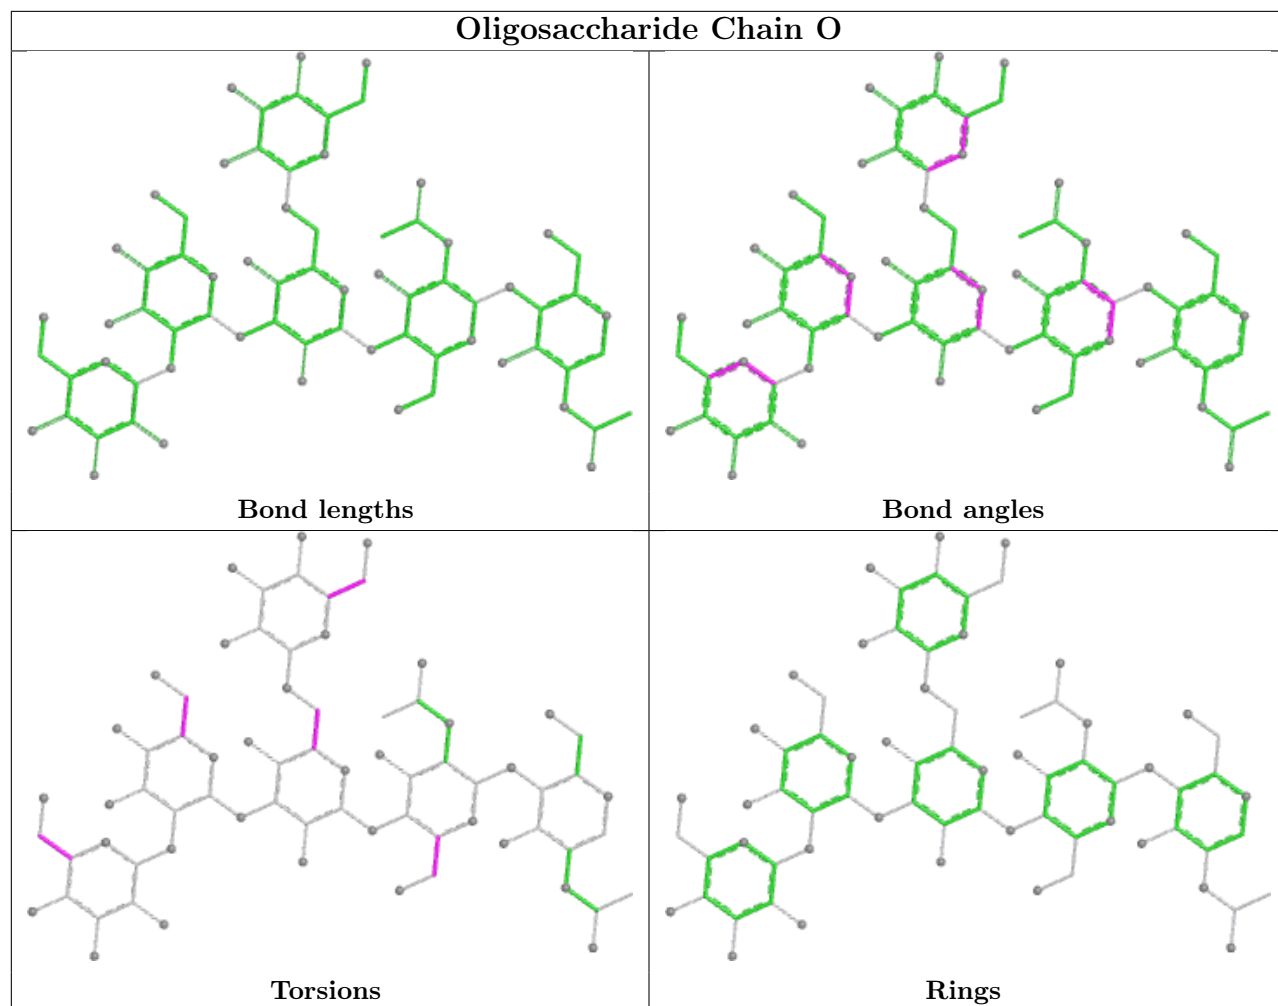 Oligosaccharide Chain O
Bond lengths
Bond angles
Torsions
Rings